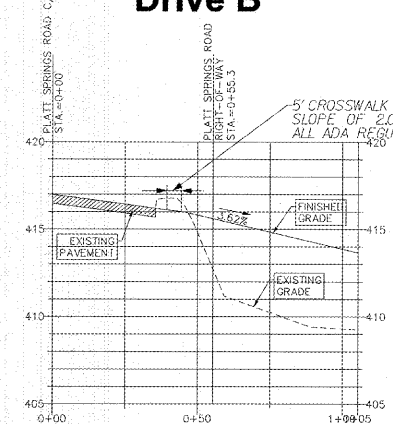 Drive B
PLATT SPRINGS ROAD C/
STA.=0+00
PLATT SPRINGS ROAD
RIGHT-OF-WAY
STA.=0+55.3
5' CROSSWALK
SLOPE OF 2.0
ALL ADA REGU
420
420
3.62%
FINISHED
GRADE
415
415
EXISTING
PAVEMENT
EXISTING
GRADE
410
410
405
405
0+00
0+50
1+00
+05